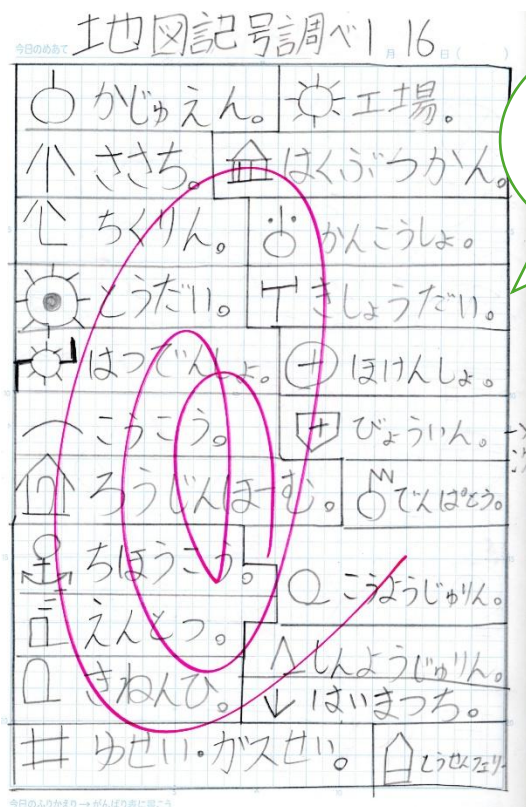 今日のめあて 地図記号調べ 1月16日( )
かじゅえん。 工場。
ささち。 はくぶつかん。
ちくりん。 かんこうしょ。
とうだい。 きしょうだい。
はつでんしょ。 ほけんしょ。
こうこう。 びょういん。
ろうじんほーむ。 でんぱとう。
ちほうこう。 こうようじゅりん。
えんとつ。 しんようじゅりん。
きねんひ。 はいまつち。
ゆせい・ガスせい。 とうせんフェリー
今日のふりかえり→がんばり表に書こう